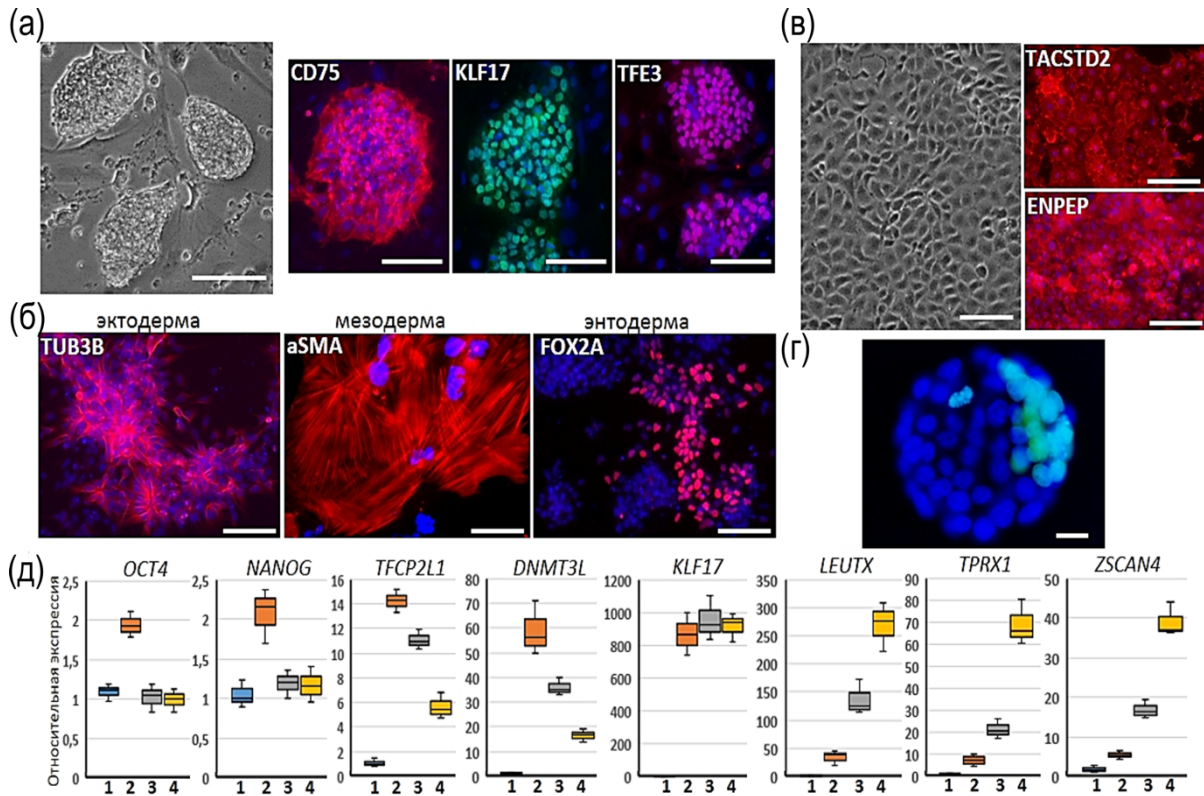 (а)
CD75
KLF17
TFE3
(в)
TACSTD2
ENPEP
(б)
эктодерма
мезодерма
энтодерма
TUB3B
aSMA
FOX2A
(г)
(д)
Относительная экспрессия
OCT4
2,5
2
1,5
1
0,5
0
1 2 3 4
NANOG
2,5
2
1,5
1
0,5
0
1 2 3 4
TFCP2L1
16
14
12
10
8
6
4
2
0
1 2 3 4
DNMT3L
80
70
60
50
40
30
20
10
0
1 2 3 4
KLF17
1200
1000
800
600
400
200
0
1 2 3 4
LEUTX
350
300
250
200
150
100
50
0
1 2 3 4
TPRX1
90
80
70
60
50
40
30
20
10
0
1 2 3 4
ZSCAN4
50
40
30
20
10
0
1 2 3 4